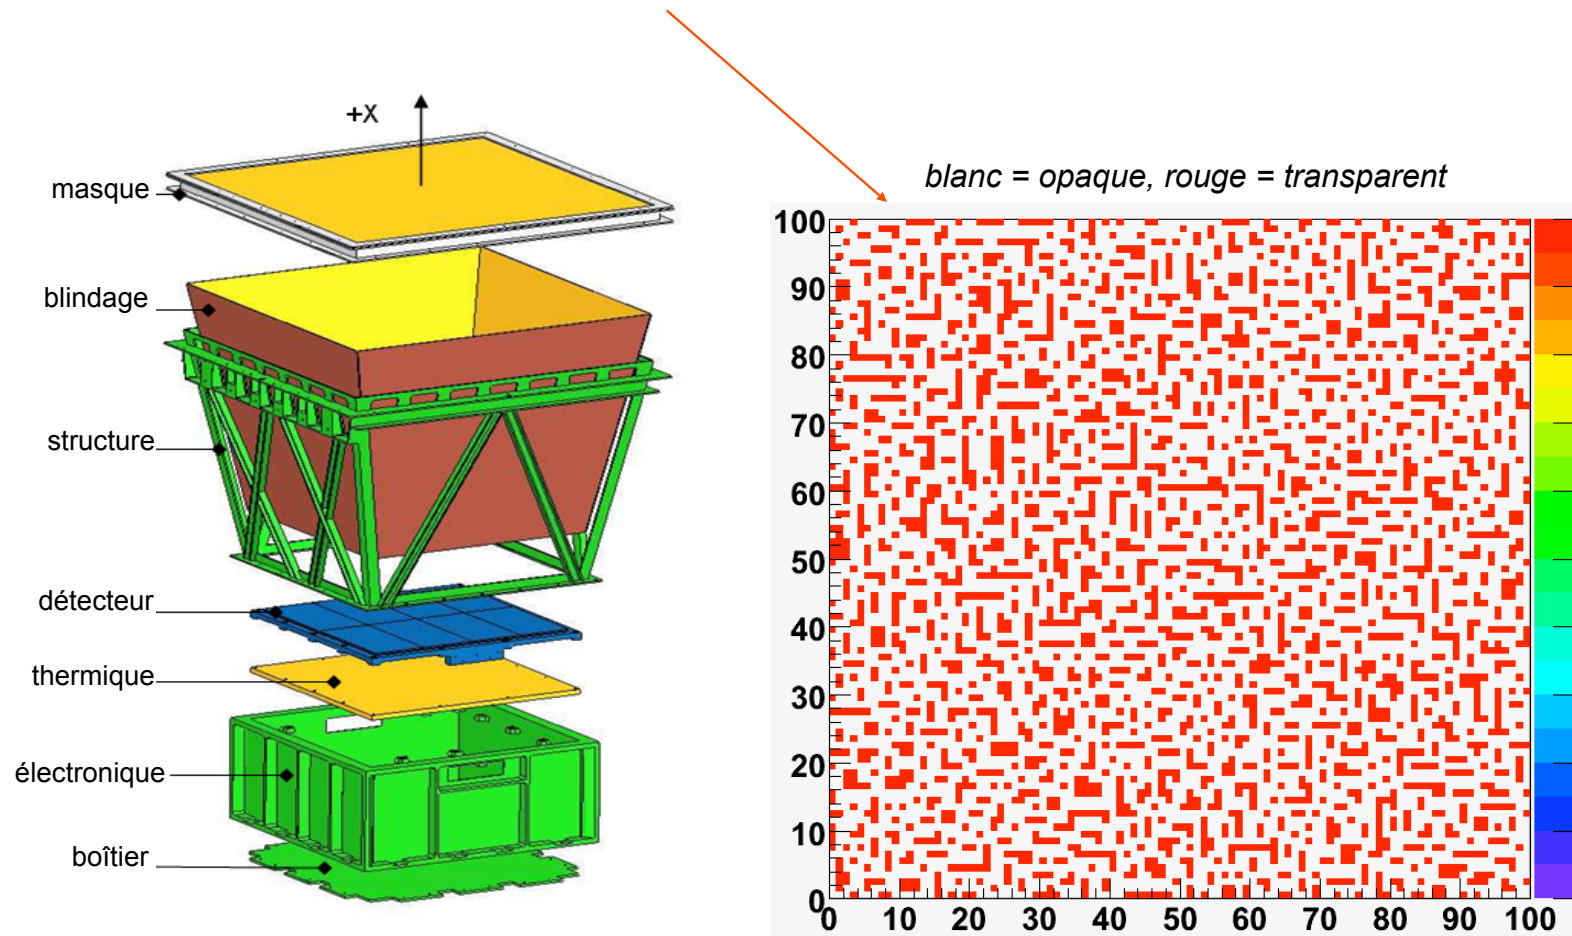 +X
masque
blindage
structure
détecteur
thermique
électronique
boîtier
blanc = opaque, rouge = transparent
100
90
80
70
60
50
40
30
20
10
0
0 10 20 30 40 50 60 70 80 90 100